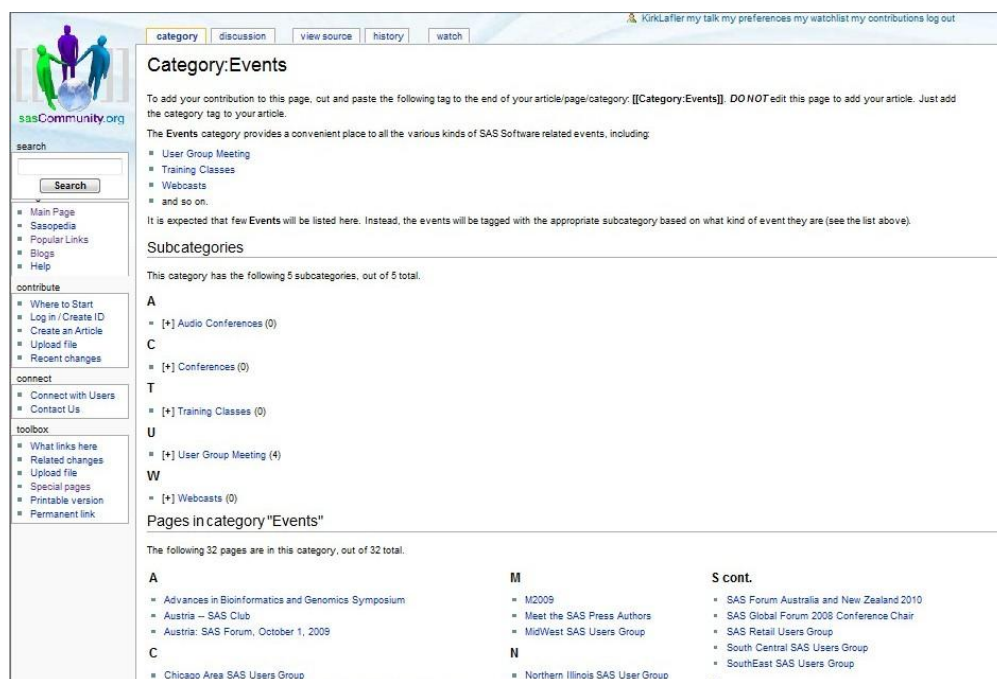 KirkLafler my talk my preferences my watchlist my contributions log out
category discussion view source history watch
sasCommunity.org
search
Search
Main Page
Sasopedia
Popular Links
Blogs
Help
contribute
Where to Start
Log in / Create ID
Create an Article
Upload file
Recent changes
connect
Connect with Users
Contact Us
toolbox
What links here
Related changes
Upload file
Special pages
Printable version
Permanent link
Category:Events
To add your contribution to this page, cut and paste the following tag to the end of your article/page/category: [[Category:Events]]. DO NOT edit this page to add your article. Just add
the category tag to your article.
The Events category provides a convenient place to all the various kinds of SAS Software related events, including:
User Group Meeting
Training Classes
Webcasts
and so on.
It is expected that few Events will be listed here. Instead, the events will be tagged with the appropriate subcategory based on what kind of event they are (see the list above).
Subcategories
This category has the following 5 subcategories, out of 5 total.
A
[+] Audio Conferences (0)
C
[+] Conferences (0)
T
[+] Training Classes (0)
U
[+] User Group Meeting (4)
W
[+] Webcasts (0)
Pages in category "Events"
The following 32 pages are in this category, out of 32 total.
A
Advances in Bioinformatics and Genomics Symposium
Austria -- SAS Club
Austria: SAS Forum, October 1, 2009
C
Chicago Area SAS Users Group
M
M2009
Meet the SAS Press Authors
MidWest SAS Users Group
N
Northern Illinois SAS User Group
S cont.
SAS Forum Australia and New Zealand 2010
SAS Global Forum 2008 Conference Chair
SAS Retail Users Group
South Central SAS Users Group
SouthEast SAS Users Group